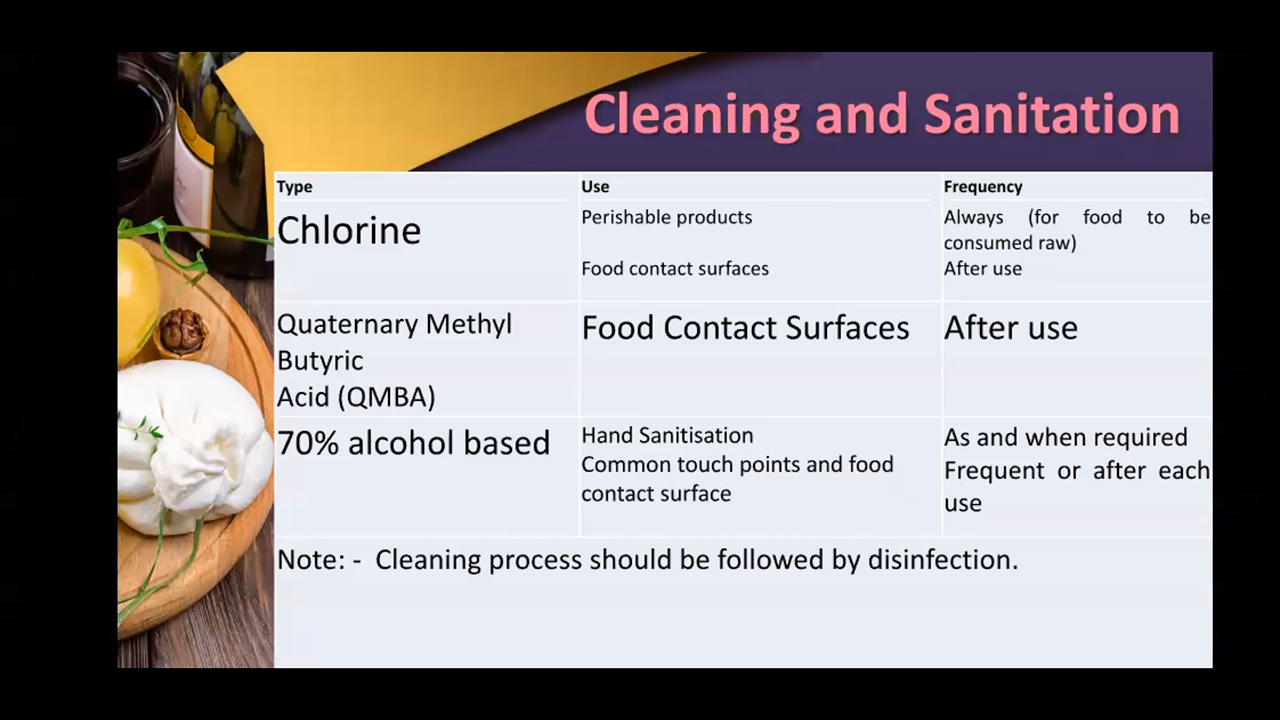 Cleaning and Sanitation
Type Use Frequency
Chlorine
Perishable products
Food contact surfaces
Always (for food to be
consumed raw)
After use
Quaternary Methyl
Butyric
Acid (QMBA)
Food Contact Surfaces
After use
70% alcohol based
Hand Sanitisation
Common touch points and food
contact surface
As and when required
Frequent or after each
use
Note: - Cleaning process should be followed by disinfection.